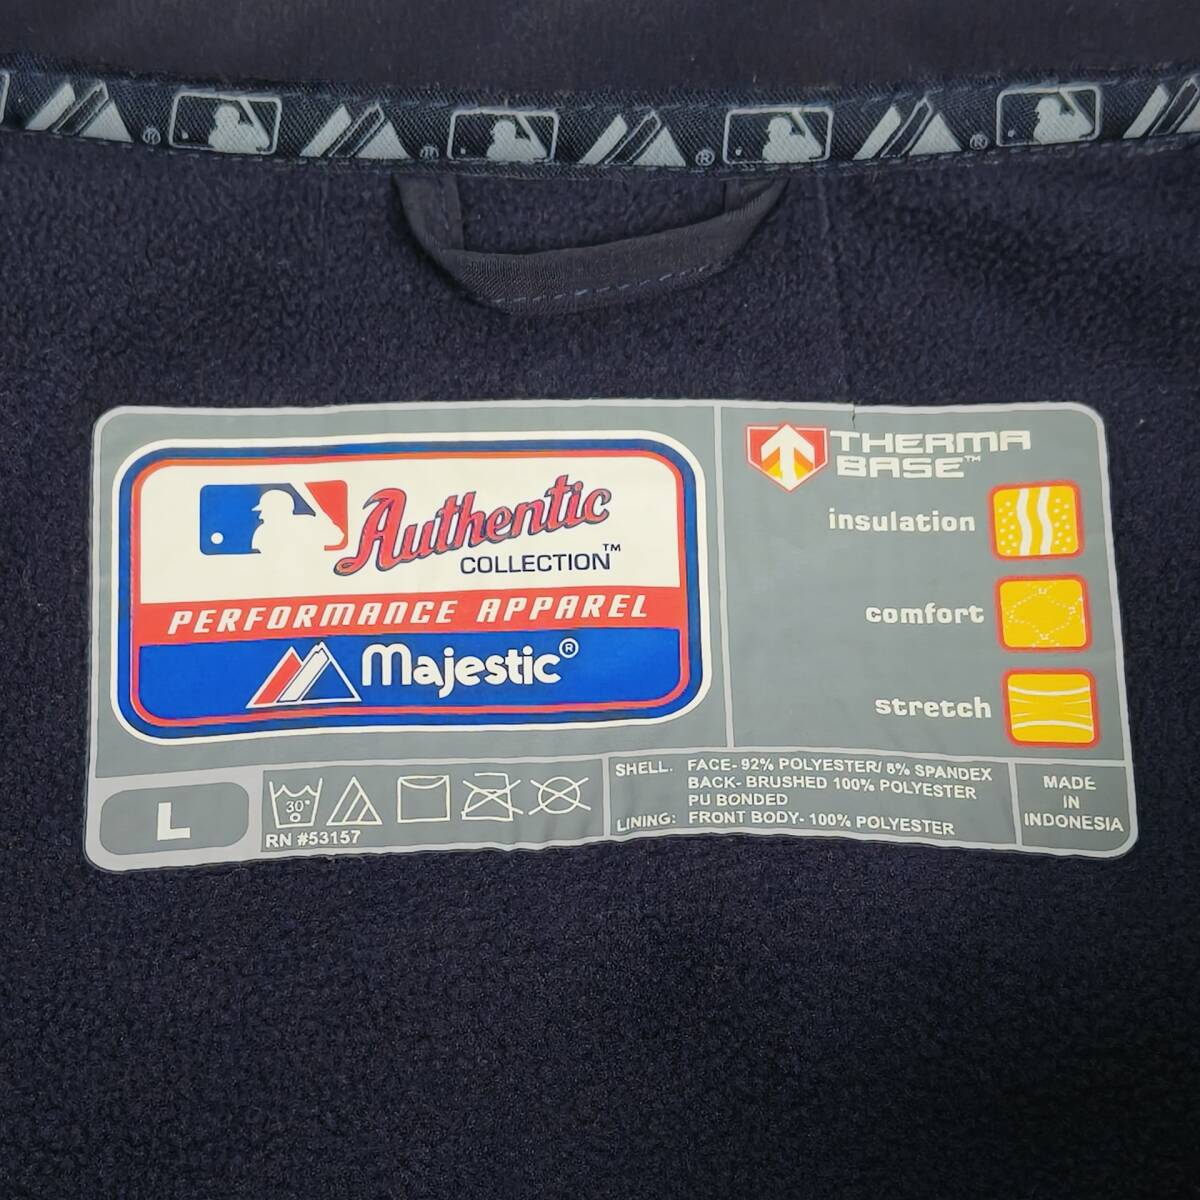 ® ® ® ®
Authentic
COLLECTION™
PERFORMANCE APPAREL
Majestic®
THERMA
BASE™
insulation
comfort
stretch
L
30°
RN #53157
SHELL. FACE- 92% POLYESTER/ 8% SPANDEX
BACK- BRUSHED 100% POLYESTER
PU BONDED
LINING: FRONT BODY- 100% POLYESTER
MADE
IN
INDONESIA